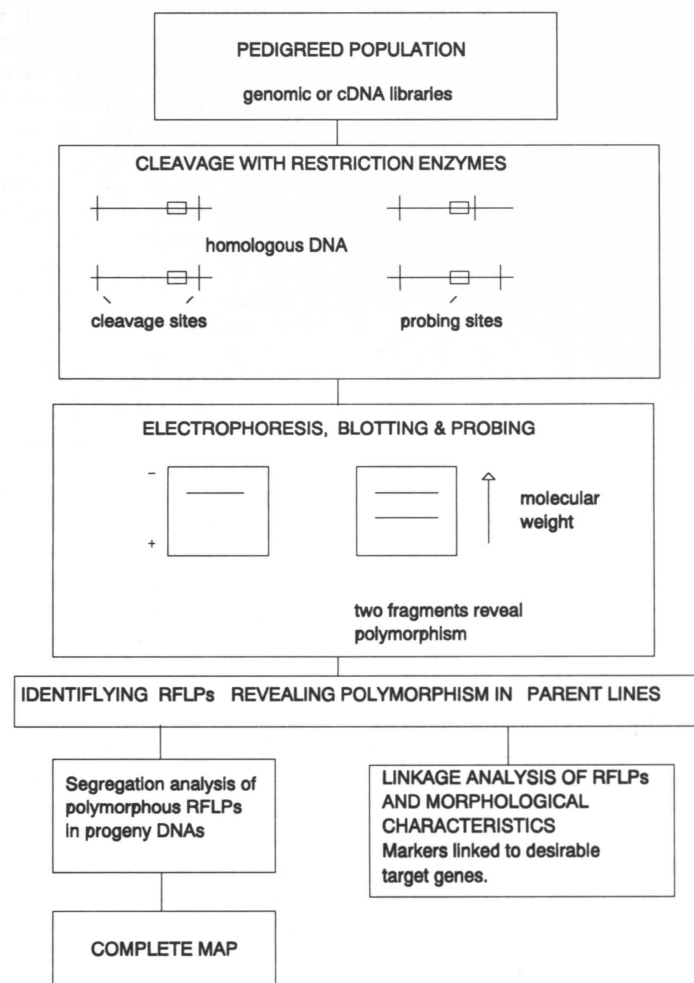 PEDIGREED POPULATION
genomic or cDNA libraries
CLEAVAGE WITH RESTRICTION ENZYMES
homologous DNA
cleavage sites
probing sites
ELECTROPHORESIS, BLOTTING & PROBING
-
+
molecular
weight
two fragments reveal
polymorphism
IDENTIFLYING RFLPs REVEALING POLYMORPHISM IN PARENT LINES
Segregation analysis of
polymorphous RFLPs
in progeny DNAs
LINKAGE ANALYSIS OF RFLPs
AND MORPHOLOGICAL
CHARACTERISTICS
Markers linked to desirable
target genes.
COMPLETE MAP